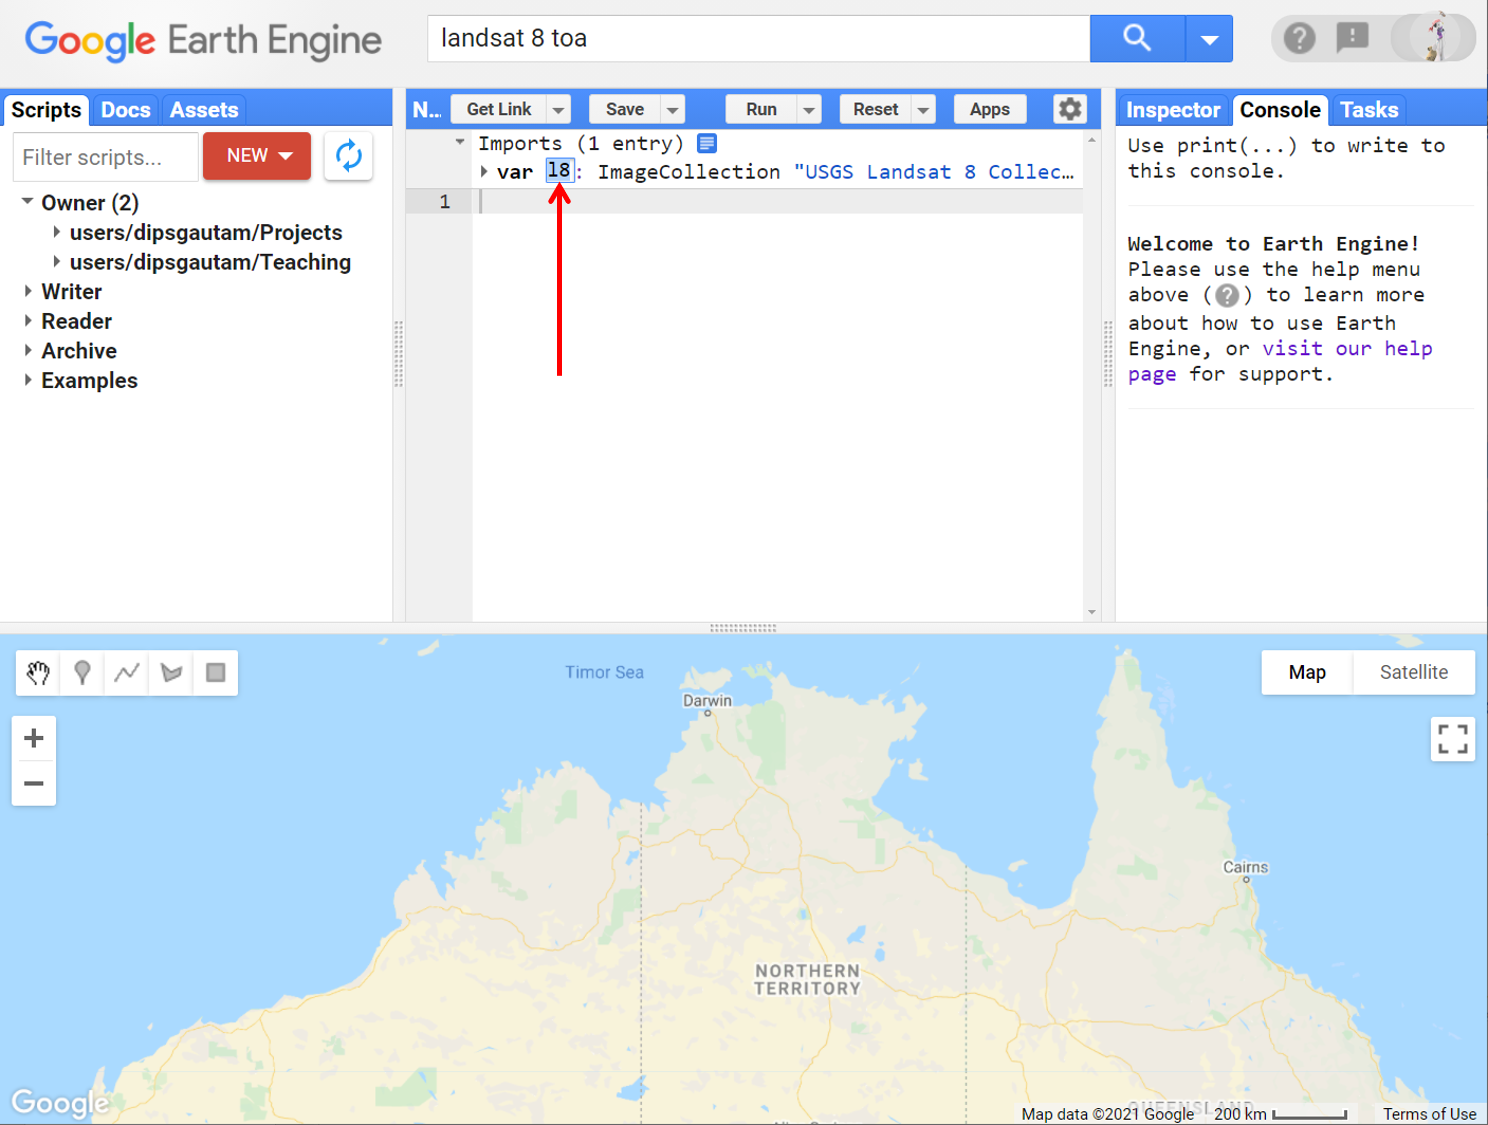 Google Earth Engine
landsat 8 toa
Scripts Docs Assets
Filter scripts...
NEW
Owner (2)
users/dipsgautam/Projects
users/dipsgautam/Teaching
Writer
Reader
Archive
Examples
N... Get Link Save Run Reset Apps
Imports (1 entry)
var l8: ImageCollection "USGS Landsat 8 Collec...
1
Inspector Console Tasks
Use print(...) to write to
this console.
Welcome to Earth Engine!
Please use the help menu
above (?) to learn more
about how to use Earth
Engine, or visit our help
page for support.
Map Satellite
Timor Sea
Darwin
Cairns
NORTHERN
TERRITORY
QUEENSLAND
Google
Map data ©2021 Google 200 km Terms of Use